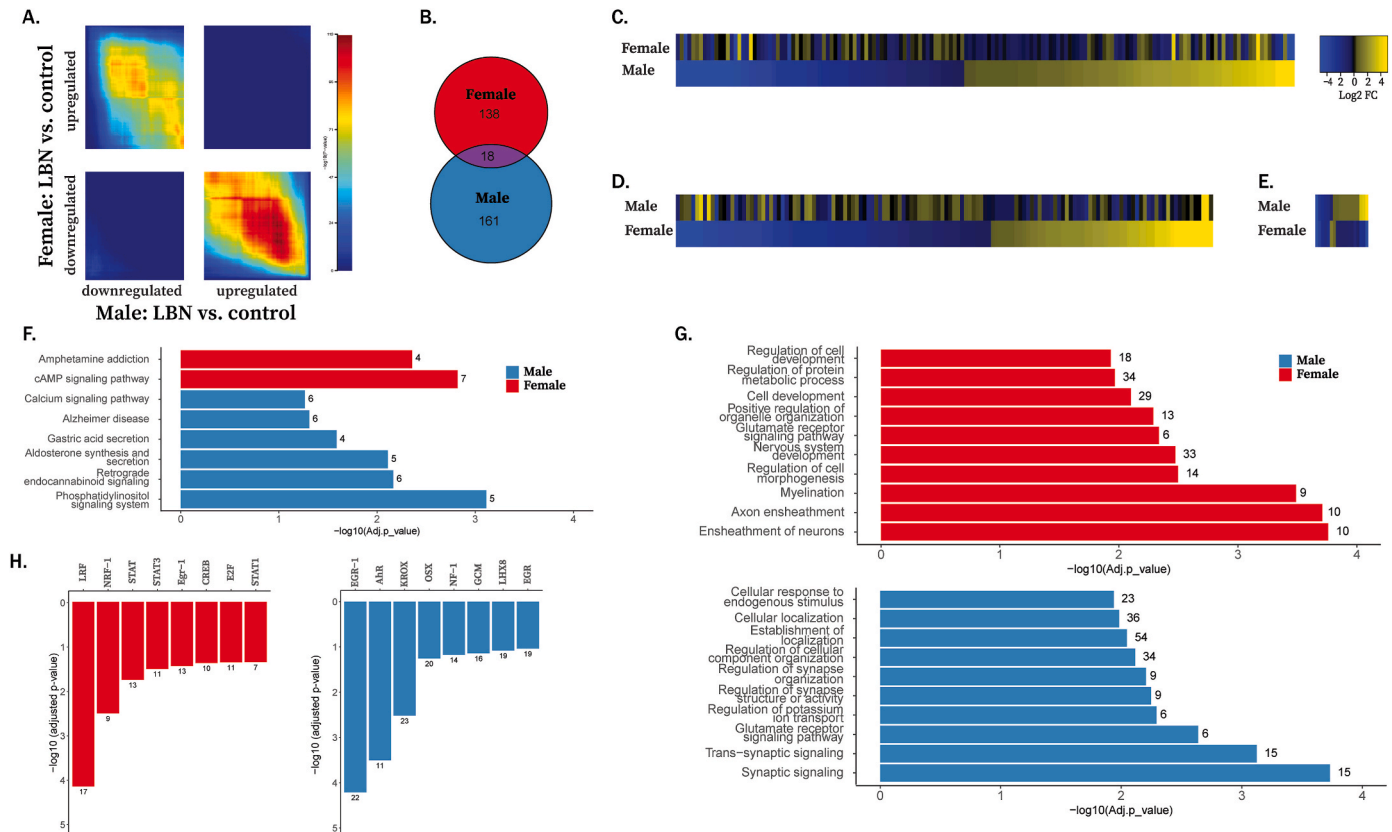 A.
Female: LBN vs. control
upregulated
downregulated
downregulated
upregulated
Male: LBN vs. control
-log10(P-value)
B.
Female
138
18
Male
161
C.
Female
Male
-4 -2 0 2 4
Log2 FC
D.
Male
Female
E.
Male
Female
F.
Amphetamine addiction
4
cAMP signaling pathway
7
Calcium signaling pathway
6
Alzheimer disease
6
Gastric acid secretion
4
Aldosterone synthesis and
secretion
5
Retrograde
endocannabinoid signaling
6
Phosphatidylinositol
signaling system
5
0 1 2 3 4
−log10(Adj.p_value)
Male
Female
G.
Regulation of cell
development
18
Regulation of protein
metabolic process
34
Cell development
29
Positive regulation of
organelle organization
13
Glutamate receptor
signaling pathway
6
Nervous system
development
33
Regulation of cell
morphogenesis
14
Myelination
9
Axon ensheathment
10
Ensheathment of neurons
10
0 1 2 3 4
−log10(Adj.p_value)
Male
Female
Cellular response to
endogenous stimulus
23
Cellular localization
36
Establishment of
localization
54
Regulation of cellular
component organization
34
Regulation of synapse
organization
9
Regulation of synapse
structure of activity
9
Regulation of potassium
ion transport
6
Glutamate receptor
signaling pathway
6
Trans−synaptic signaling
15
Synaptic signaling
15
0 1 2 3 4
−log10(Adj.p_value)
H.
LRF NRF-1 STAT STAT3 Egr-1 CREB E2F STAT1
−log10 (adjusted p-value)
0
1
2
3
4
5
17 9 13 11 13 10 11 7
EGR-1 AhR KROX OSX NF-1 GCM LHX8 EGR
−log10 (adjusted p-value)
0
1
2
3
4
5
22 11 23 20 14 16 19 19